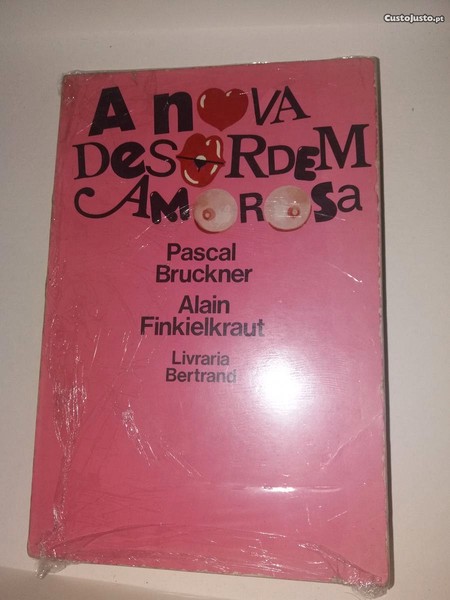 CustoJusto.pt
A nOVA
DesORDEM
AMOROSa
Pascal
Bruckner
Alain
Finkielkraut
Livraria
Bertrand